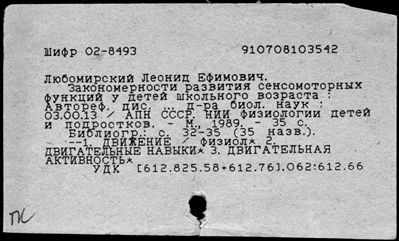 Шифр 02-8493 910708103542
Любомирский Леонид Ефимович.
Закономерности развития сенсомоторных
функций у детей школьного возраста :
Автореф. дис. ... д-ра биол. наук :
03.00.13 / АПН СССР. НИИ физиологии детей
и подростков. - М., 1989. - 35 с.
Библиогр.: с. 32-35 (35 назв.).
--1. ДВИЖЕНИЕ - физиол* 2.
ДВИГАТЕЛЬНЫЕ НАВЫКИ* 3. ДВИГАТЕЛЬНАЯ
АКТИВНОСТЬ*
УДК [612.825.58+612.76].062:612.66